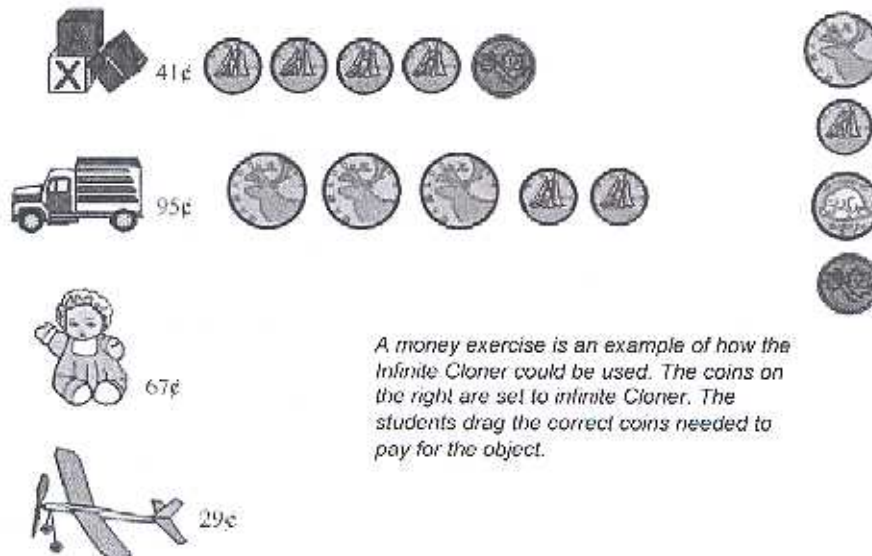 X
41¢
95¢
67¢
A money exercise is an example of how the
Infinite Cloner could be used. The coins on
the right are set to infinite Cloner. The
students drag the correct coins needed to
pay for the object.
29¢